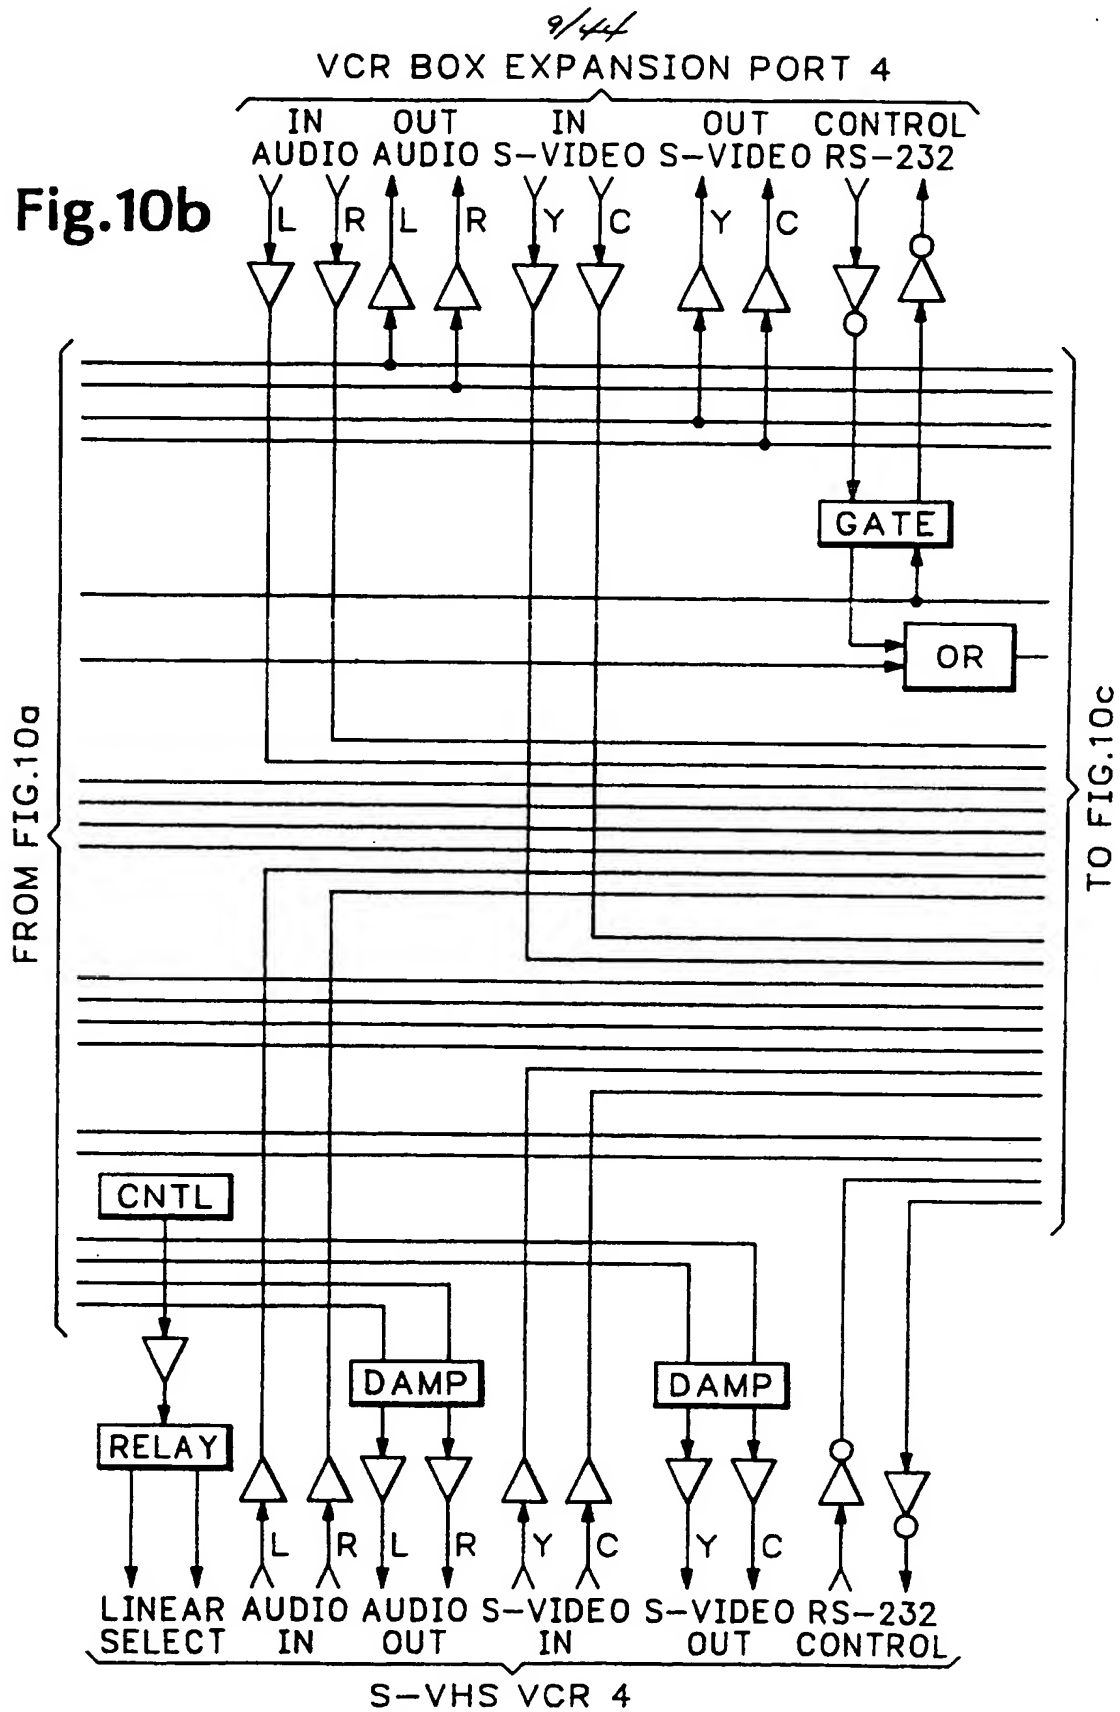 9/44
VCR BOX EXPANSION PORT 4
IN OUT IN OUT CONTROL
AUDIO AUDIO S-VIDEO S-VIDEO RS-232
Fig.10b
L R L R Y C Y C
GATE
OR
FROM FIG.10a
TO FIG.10c
CNTL
DAMP DAMP
RELAY
L R L R Y C Y C
LINEAR AUDIO AUDIO S-VIDEO S-VIDEO RS-232
SELECT IN OUT IN OUT CONTROL
S-VHS VCR 4